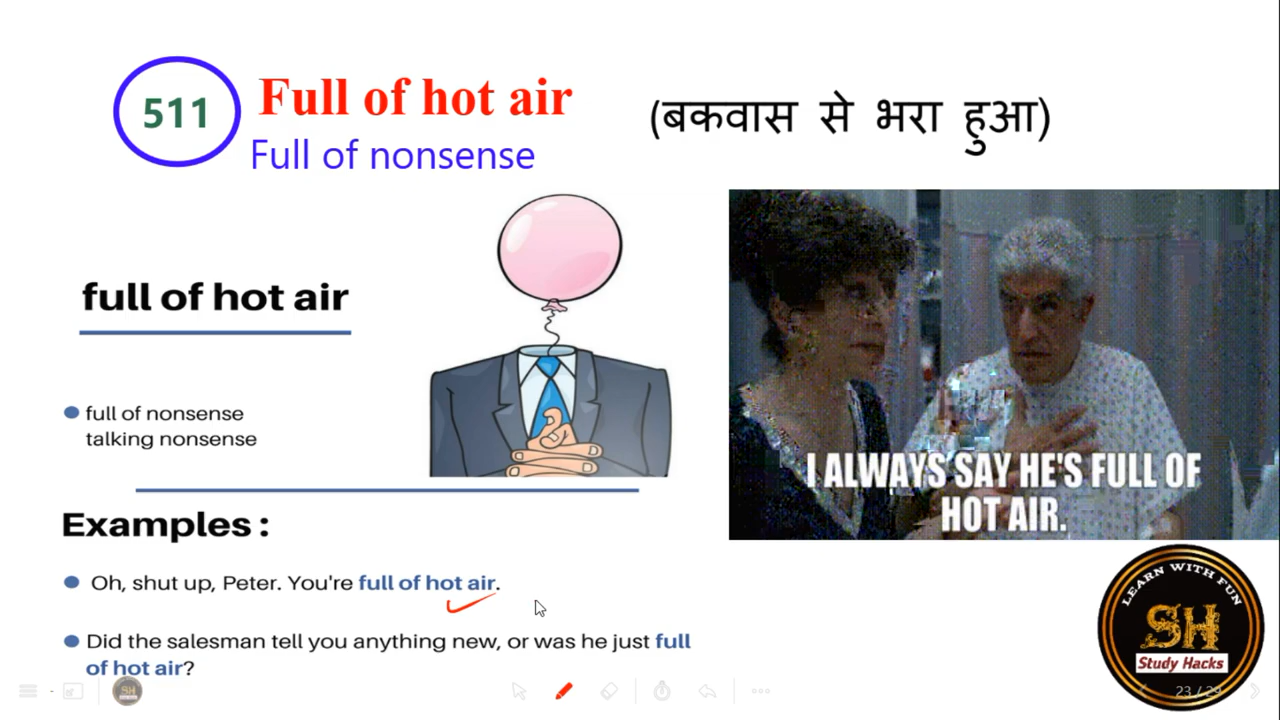 511
Full of hot air
(बकवास से भरा हुआ)
Full of nonsense
full of hot air
full of nonsense
talking nonsense
I ALWAYS SAY HE'S FULL OF
HOT AIR.
Examples :
Oh, shut up, Peter. You're full of hot air.
Did the salesman tell you anything new, or was he just full
of hot air?
LEARN WITH FUN
SH
Study Hacks
23 / 29